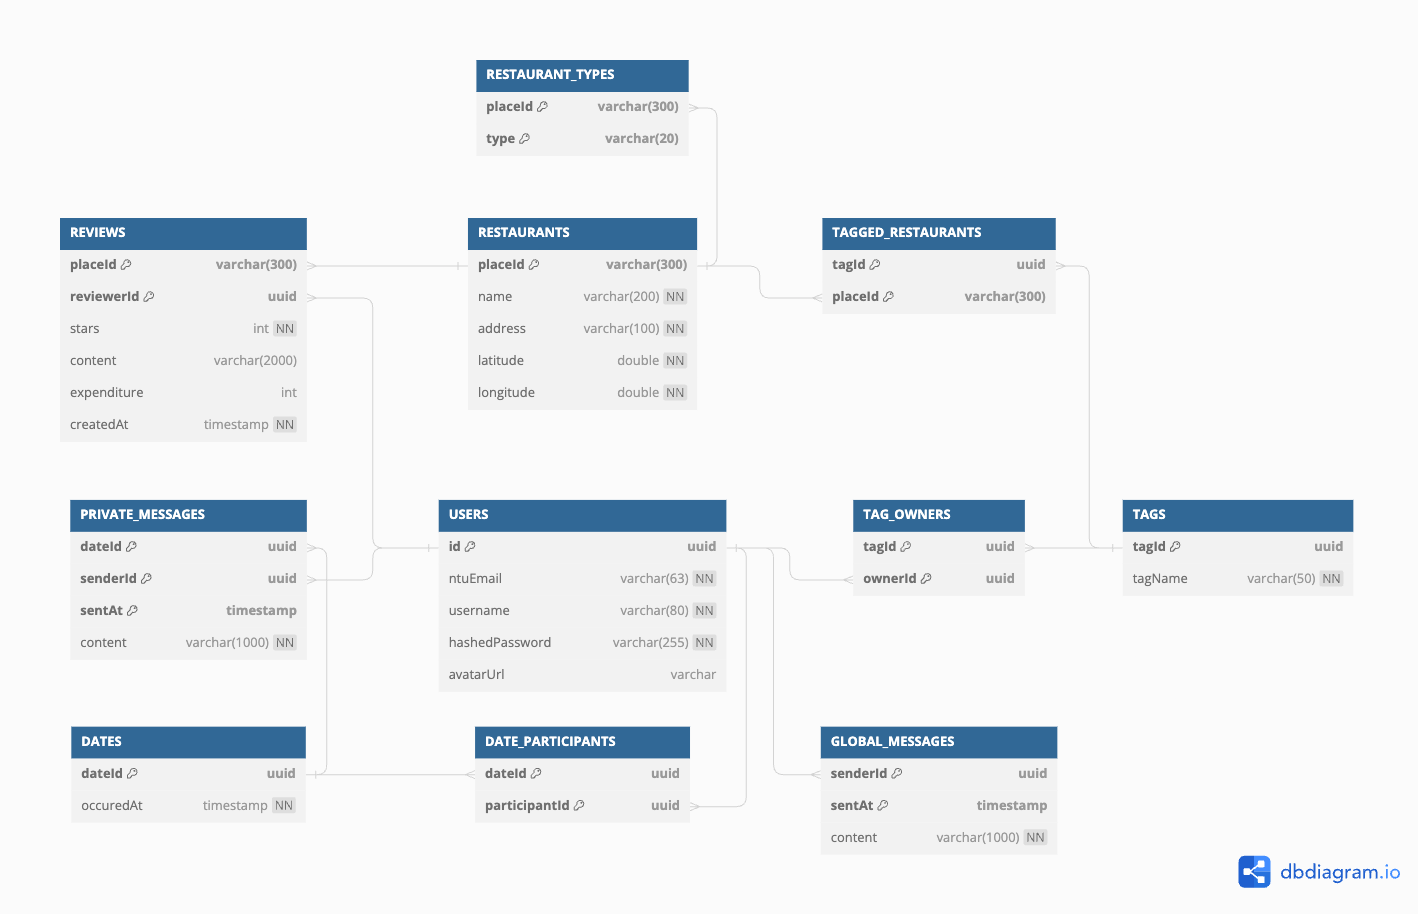 RESTAURANT_TYPES
placeId varchar(300)
type varchar(20)
REVIEWS
placeId varchar(300)
reviewerId uuid
stars int NN
content varchar(2000)
expenditure int
createdAt timestamp NN
RESTAURANTS
placeId varchar(300)
name varchar(200) NN
address varchar(100) NN
latitude double NN
longitude double NN
TAGGED_RESTAURANTS
tagId uuid
placeId varchar(300)
PRIVATE_MESSAGES
dateId uuid
senderId uuid
sentAt timestamp
content varchar(1000) NN
USERS
id uuid
ntuEmail varchar(63) NN
username varchar(80) NN
hashedPassword varchar(255) NN
avatarUrl varchar
TAG_OWNERS
tagId uuid
ownerId uuid
TAGS
tagId uuid
tagName varchar(50) NN
DATES
dateId uuid
occuredAt timestamp NN
DATE_PARTICIPANTS
dateId uuid
participantId uuid
GLOBAL_MESSAGES
senderId uuid
sentAt timestamp
content varchar(1000) NN
dbdiagram.io